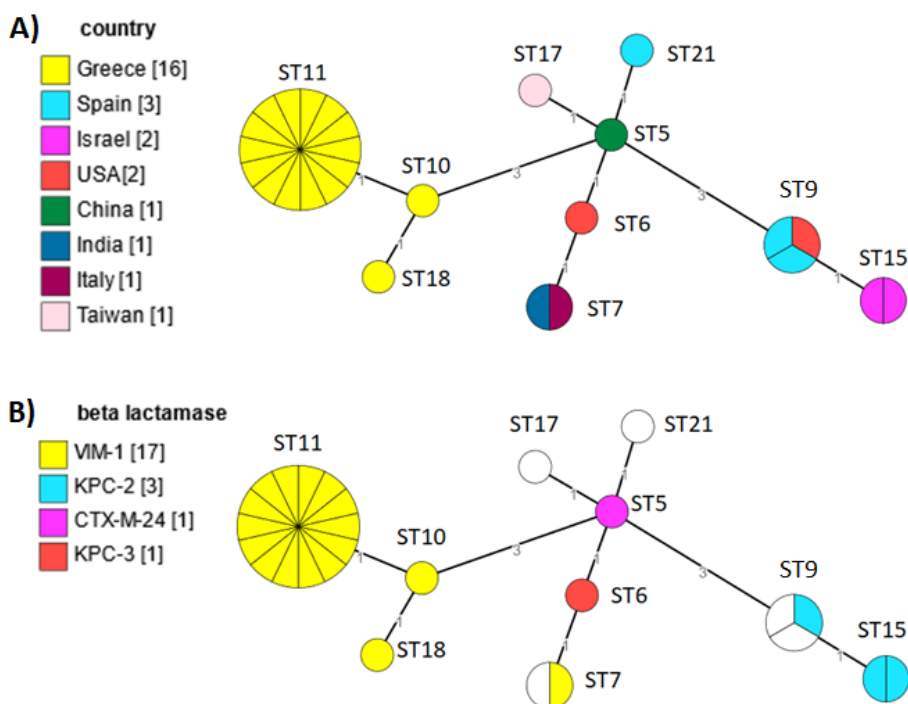 A) country
Greece [16]
Spain [3]
Israel [2]
USA[2]
China [1]
India [1]
Italy [1]
Taiwan [1]
ST11
ST17
ST21
ST5
ST10
ST9
ST6
ST15
ST18
ST7
1
1
1
3
1
3
1
1
1
B) beta lactamase
VIM-1 [17]
KPC-2 [3]
CTX-M-24 [1]
KPC-3 [1]
ST11
ST17
ST21
ST5
ST10
ST9
ST6
ST15
ST18
ST7
1
1
1
3
1
3
1
1
1